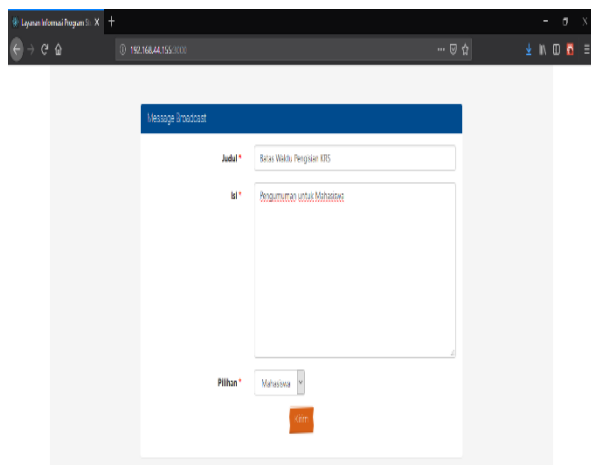 Layanan Informasi Program St
192.168.44.155:3000
Message Broadcast
Judul *
Batas Waktu Pengisian KRS
Isi *
Pengumuman untuk Mahasiswa
Pilihan *
Mahasiswa
Kirim